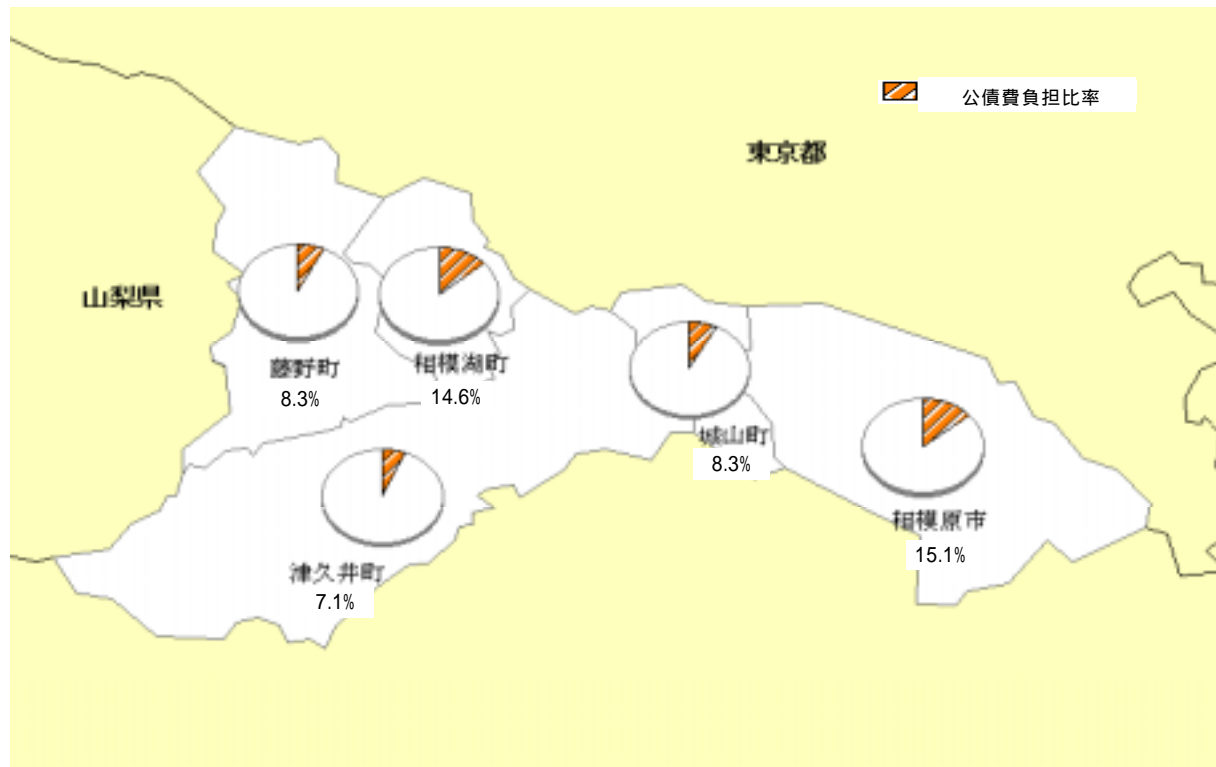 公債費負担比率
東京都
山梨県
藤野町
8.3%
相模湖町
14.6%
城山町
8.3%
相模原市
15.1%
津久井町
7.1%